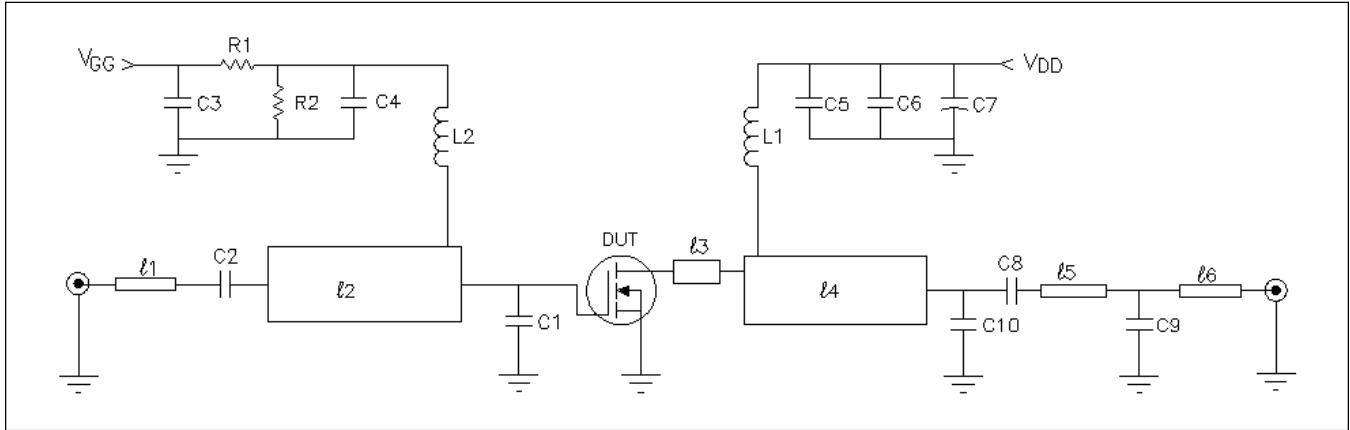 VGG
R1
C3
R2
C4
L2
VDD
C5
C6
C7
L1
ℓ1
C2
ℓ2
C1
DUT
ℓ3
ℓ4
C8
ℓ5
ℓ6
C10
C9